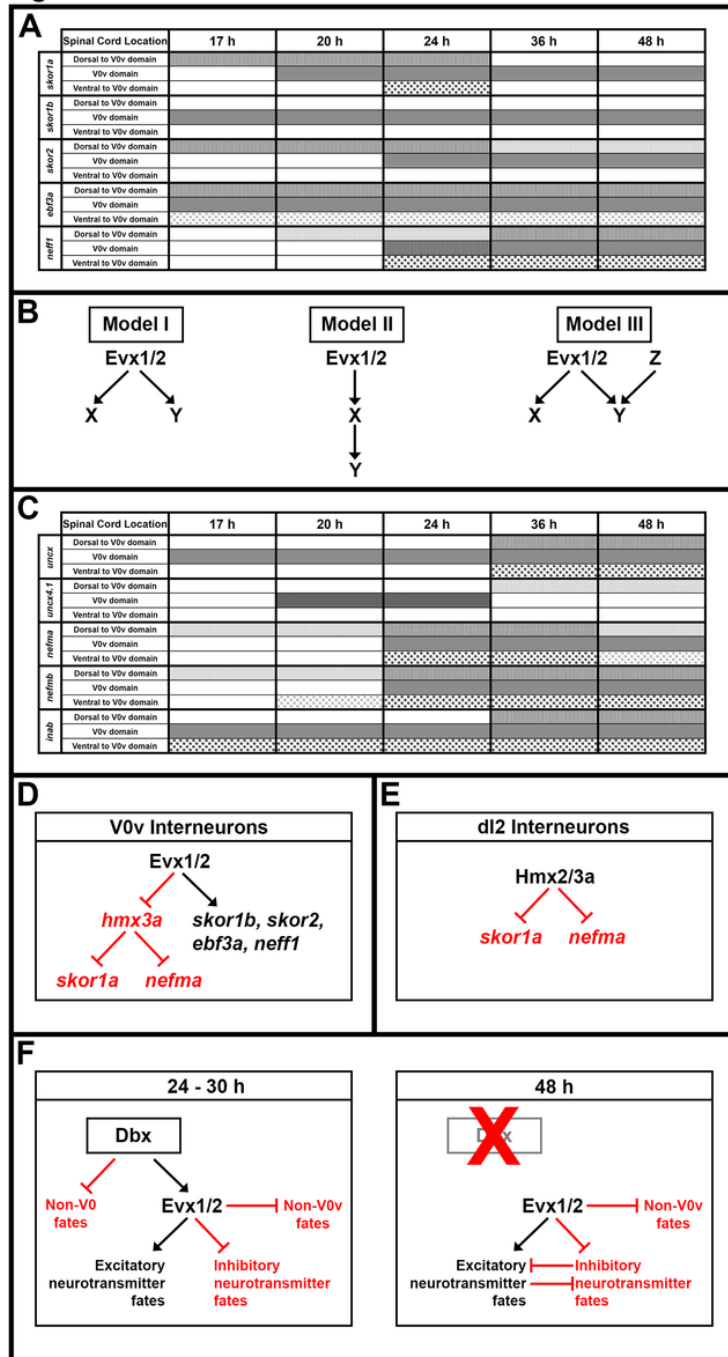 A
Spinal Cord Location 17 h 20 h 24 h 36 h 48 h
skor1a
Dorsal to V0v domain
V0v domain
Ventral to V0v domain
skor1b
Dorsal to V0v domain
V0v domain
Ventral to V0v domain
skor2
Dorsal to V0v domain
V0v domain
Ventral to V0v domain
ebf3a
Dorsal to V0v domain
V0v domain
Ventral to V0v domain
neff1
Dorsal to V0v domain
V0v domain
Ventral to V0v domain
B
Model I Model II Model III
Evx1/2 Evx1/2 Evx1/2 Z
X Y X X Y
Y
C
Spinal Cord Location 17 h 20 h 24 h 36 h 48 h
uncx
Dorsal to V0v domain
V0v domain
Ventral to V0v domain
uncx4.1
Dorsal to V0v domain
V0v domain
Ventral to V0v domain
nefma
Dorsal to V0v domain
V0v domain
Ventral to V0v domain
nefmb
Dorsal to V0v domain
V0v domain
Ventral to V0v domain
inab
Dorsal to V0v domain
V0v domain
Ventral to V0v domain
D
V0v Interneurons
Evx1/2
hmx3a
skor1b, skor2,
ebf3a, neff1
skor1a nefma
E
dI2 Interneurons
Hmx2/3a
skor1a nefma
F
24 - 30 h
Dbx
Non-V0
fates
Evx1/2
Non-V0v
fates
Excitatory
neurotransmitter
fates
Inhibitory
neurotransmitter
fates
48 h
Evx1/2
Non-V0v
fates
Excitatory
neurotransmitter
fates
Inhibitory
neurotransmitter
fates